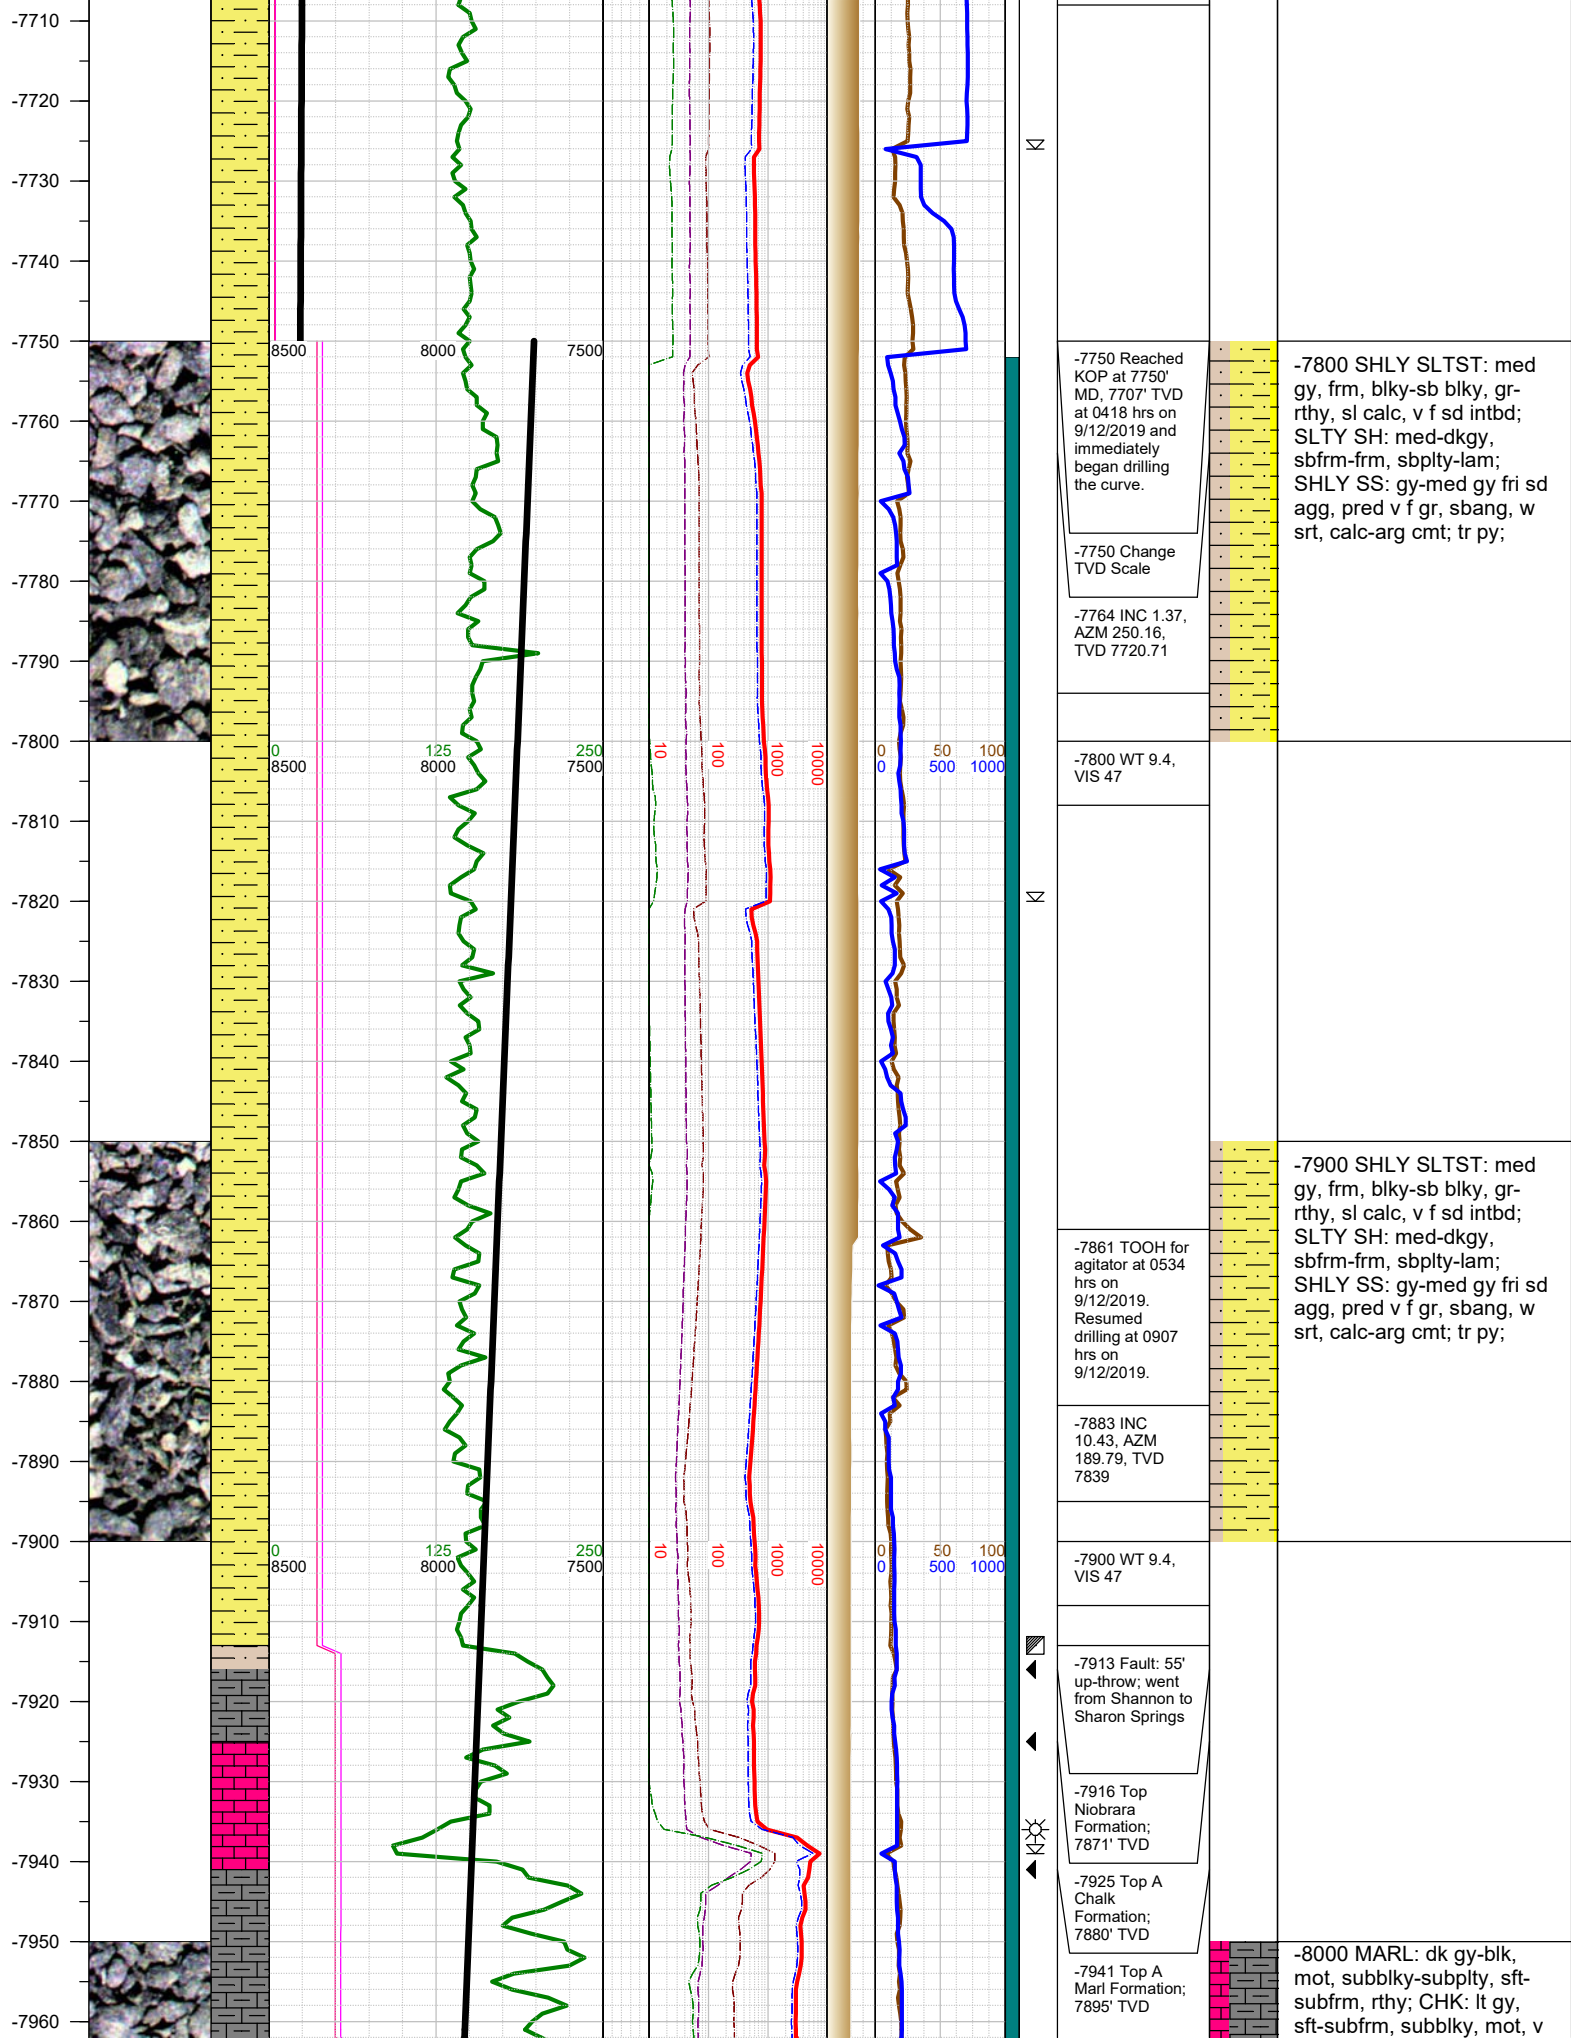 -7710
-7720
-7730
-7740
-7750
-7760
-7770
-7780
-7790
-7800
-7810
-7820
-7830
-7840
-7850
-7860
-7870
-7880
-7890
-7900
-7910
-7920
-7930
-7940
-7950
-7960
8500 8000 7500
0 125 250
8500 8000 7500
10 100 1000 10000
0 50 100
0 500 1000
0 125 250
8500 8000 7500
10 100 1000 10000
0 50 100
0 500 1000
-7750 Reached
KOP at 7750'
MD, 7707' TVD
at 0418 hrs on
9/12/2019 and
immediately
began drilling
the curve.
-7750 Change
TVD Scale
-7764 INC 1.37,
AZM 250.16,
TVD 7720.71
-7800 WT 9.4,
VIS 47
-7861 TOOH for
agitator at 0534
hrs on
9/12/2019.
Resumed
drilling at 0907
hrs on
9/12/2019.
-7883 INC
10.43, AZM
189.79, TVD
7839
-7900 WT 9.4,
VIS 47
-7913 Fault: 55'
up-throw; went
from Shannon to
Sharon Springs
-7916 Top
Niobrara
Formation;
7871' TVD
-7925 Top A
Chalk
Formation;
7880' TVD
-7941 Top A
Marl Formation;
7895' TVD
-7800 SHLY SLTST: med
gy, frm, blky-sb blky, gr-
rthy, sl calc, v f sd intbd;
SLTY SH: med-dkgy,
sbfrm-frm, sbplty-lam;
SHLY SS: gy-med gy fri sd
agg, pred v f gr, sbang, w
srt, calc-arg cmt; tr py;
-7900 SHLY SLTST: med
gy, frm, blky-sb blky, gr-
rthy, sl calc, v f sd intbd;
SLTY SH: med-dkgy,
sbfrm-frm, sbplty-lam;
SHLY SS: gy-med gy fri sd
agg, pred v f gr, sbang, w
srt, calc-arg cmt; tr py;
-8000 MARL: dk gy-blk,
mot, subblky-subplty, sft-
subfrm, rthy; CHK: lt gy,
sft-subfrm, subblky, mot, v